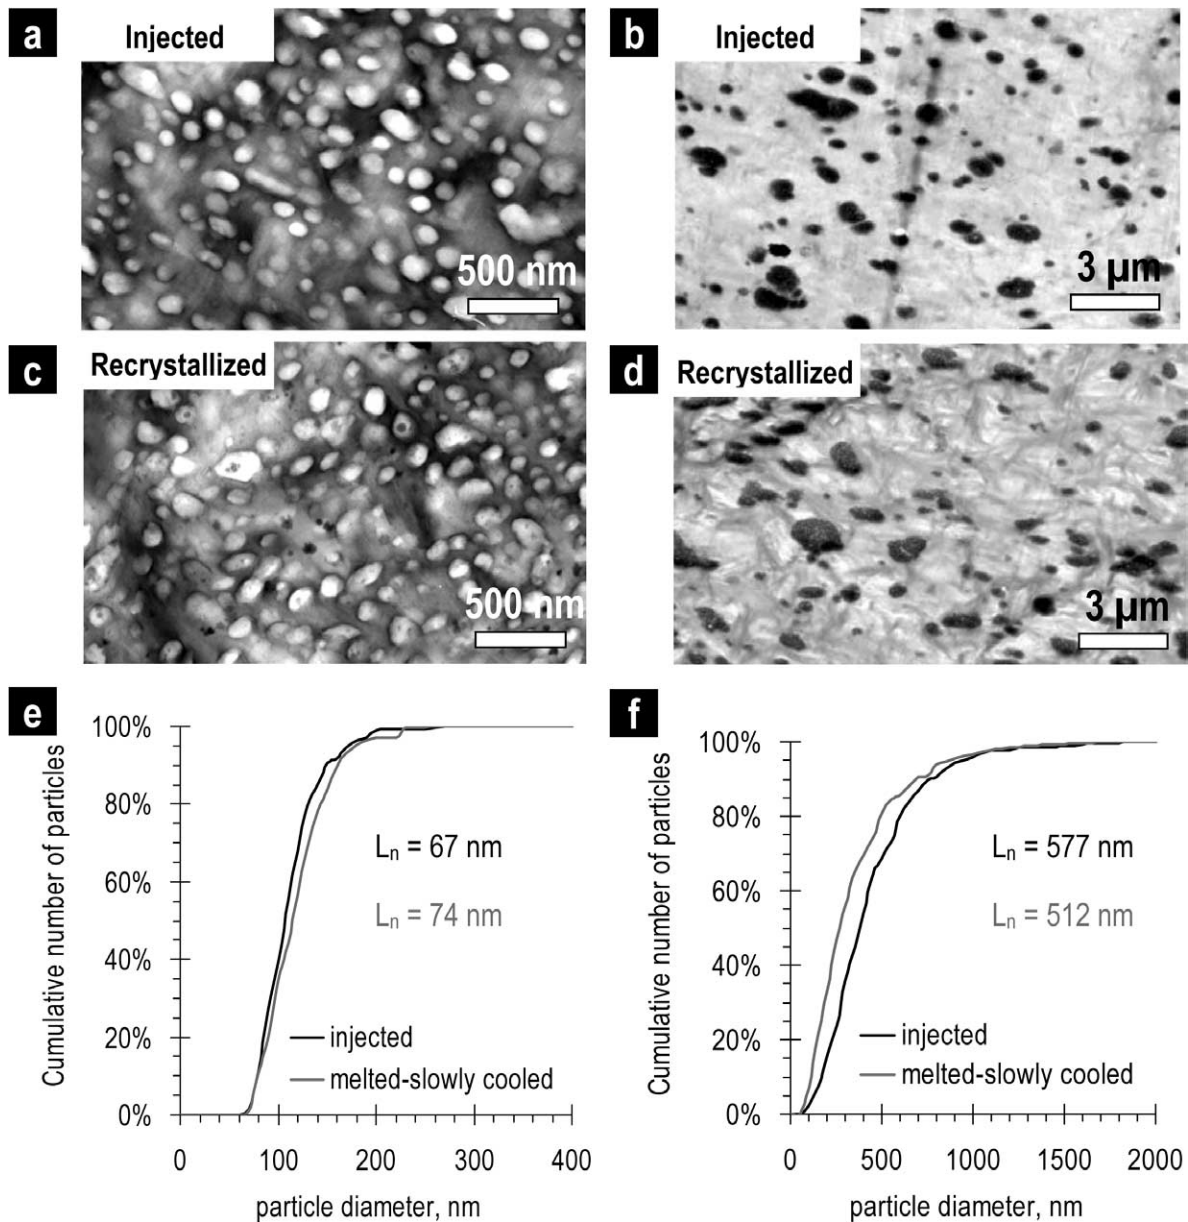 a
Injected
500 nm
b
Injected
3 µm
c
Recrystallized
500 nm
d
Recrystallized
3 µm
e
Cumulative number of particles
100%
80%
60%
40%
20%
0%
Lₙ = 67 nm
Lₙ = 74 nm
injected
melted-slowly cooled
0 100 200 300 400
particle diameter, nm
f
Cumulative number of particles
100%
80%
60%
40%
20%
0%
Lₙ = 577 nm
Lₙ = 512 nm
injected
melted-slowly cooled
0 500 1000 1500 2000
particle diameter, nm